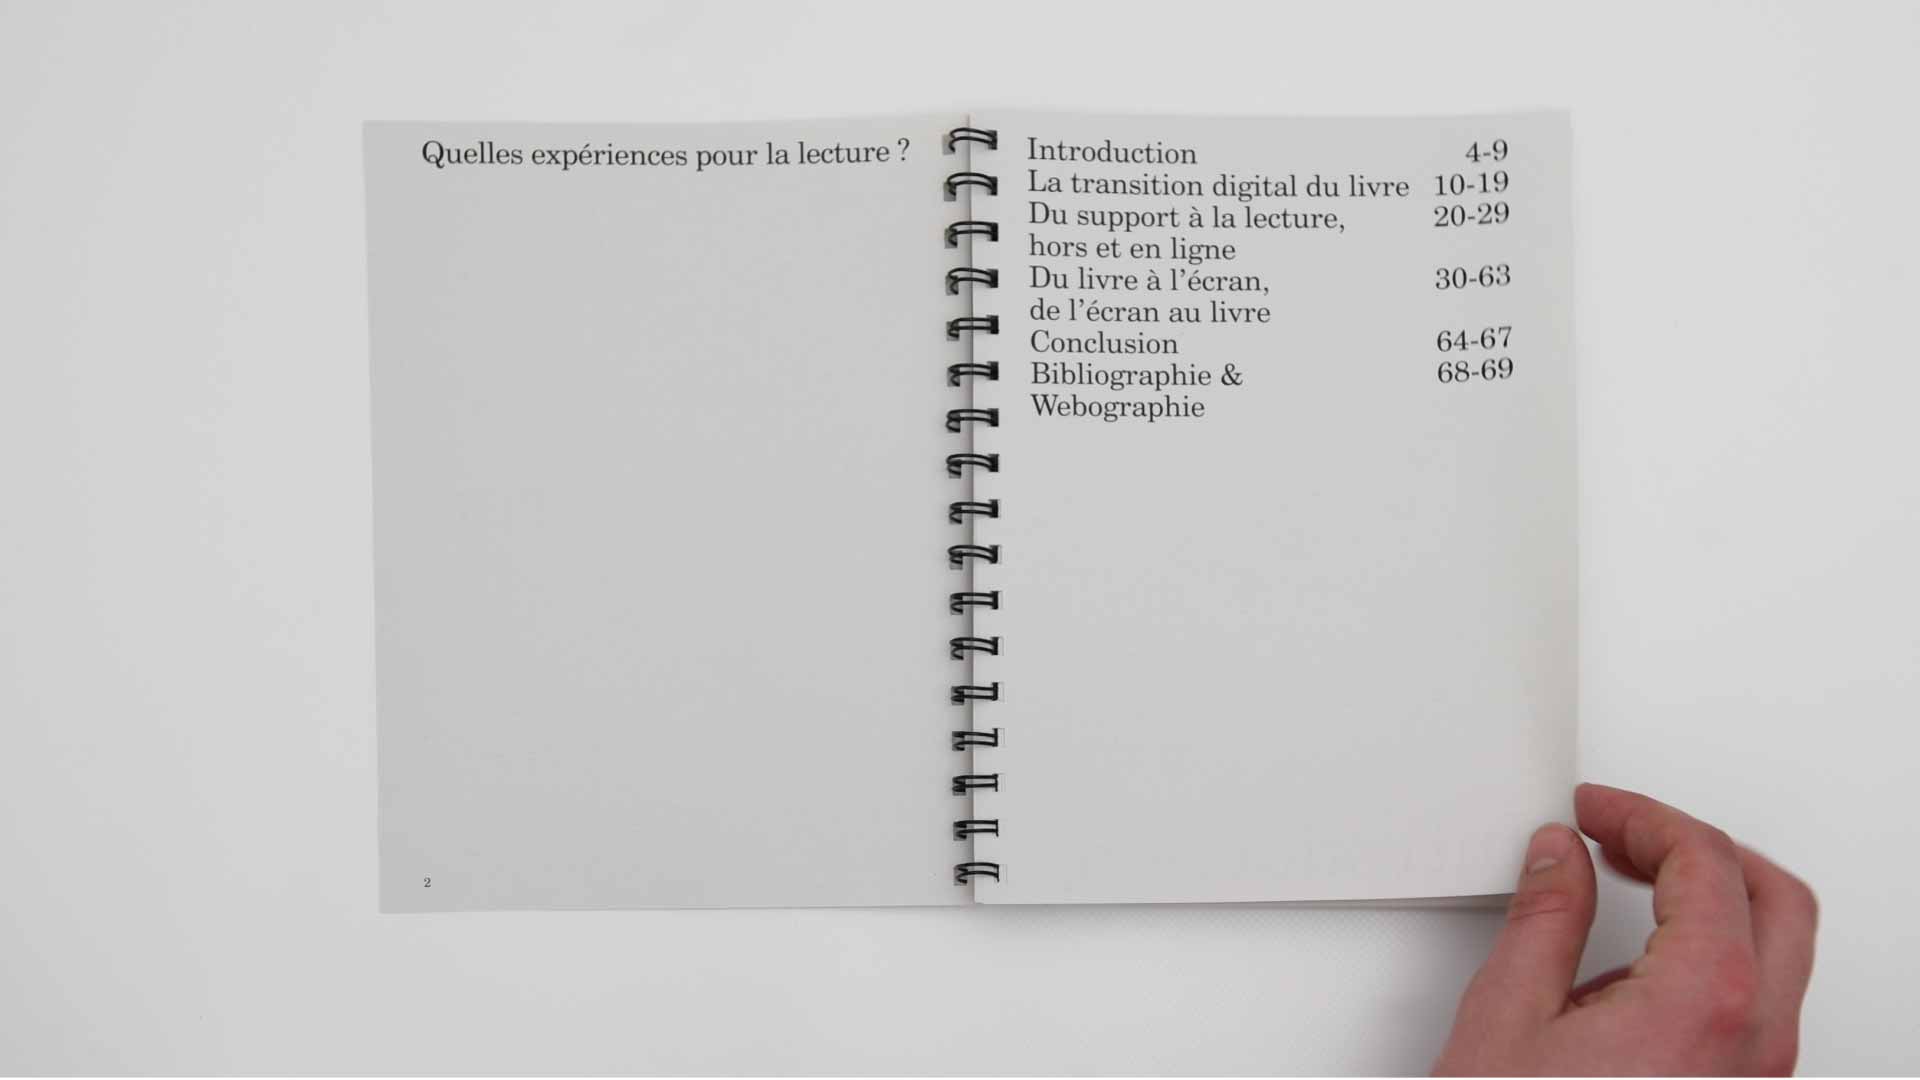 Quelles expériences pour la lecture ?
2
Introduction 4-9
La transition digital du livre 10-19
Du support à la lecture, 20-29
hors et en ligne
Du livre à l'écran, 30-63
de l'écran au livre
Conclusion 64-67
Bibliographie & 68-69
Webographie